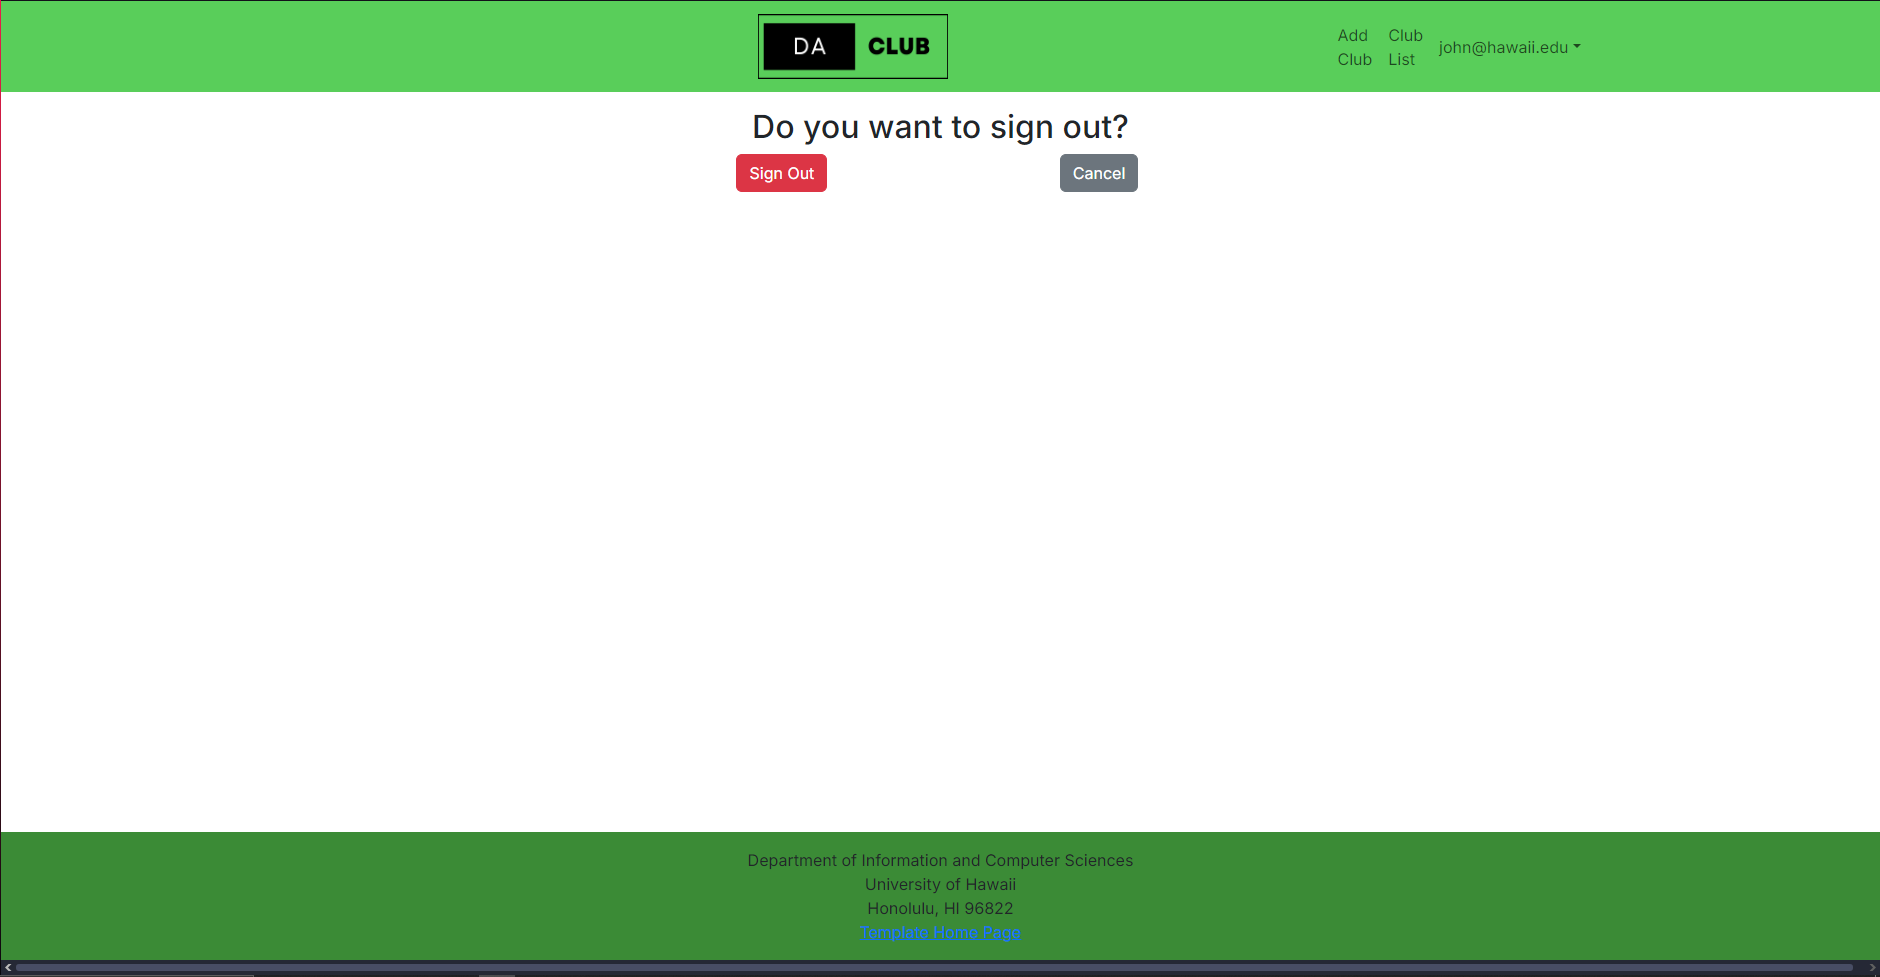 DA CLUB
Add Club
Club List
john@hawaii.edu
Do you want to sign out?
Sign Out
Cancel
Department of Information and Computer Sciences
University of Hawaii
Honolulu, HI 96822
Template Home Page